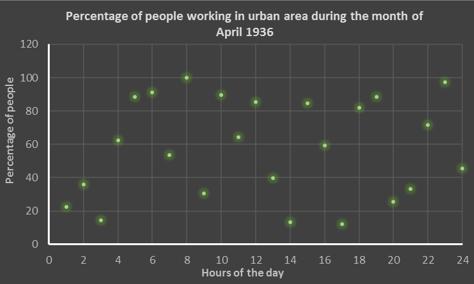 Percentage of people working in urban area during the month of
April 1936
Percentage of people
120
100
80
60
40
20
0
0 2 4 6 8 10 12 14 16 18 20 22 24
Hours of the day